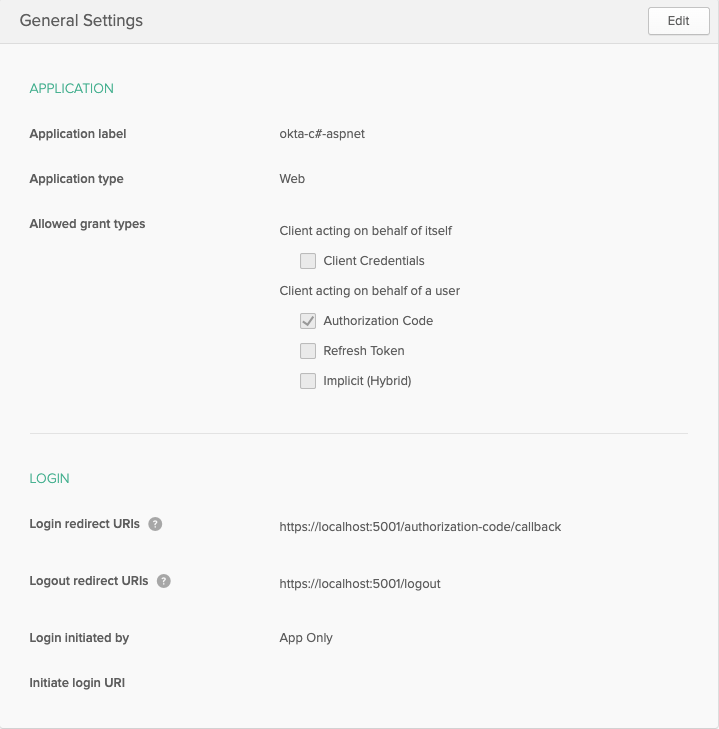 General Settings
Edit
APPLICATION
Application label
okta-c#-aspnet
Application type
Web
Allowed grant types
Client acting on behalf of itself
Client Credentials
Client acting on behalf of a user
Authorization Code
Refresh Token
Implicit (Hybrid)
LOGIN
Login redirect URIs ?
https://localhost:5001/authorization-code/callback
Logout redirect URIs ?
https://localhost:5001/logout
Login initiated by
App Only
Initiate login URI